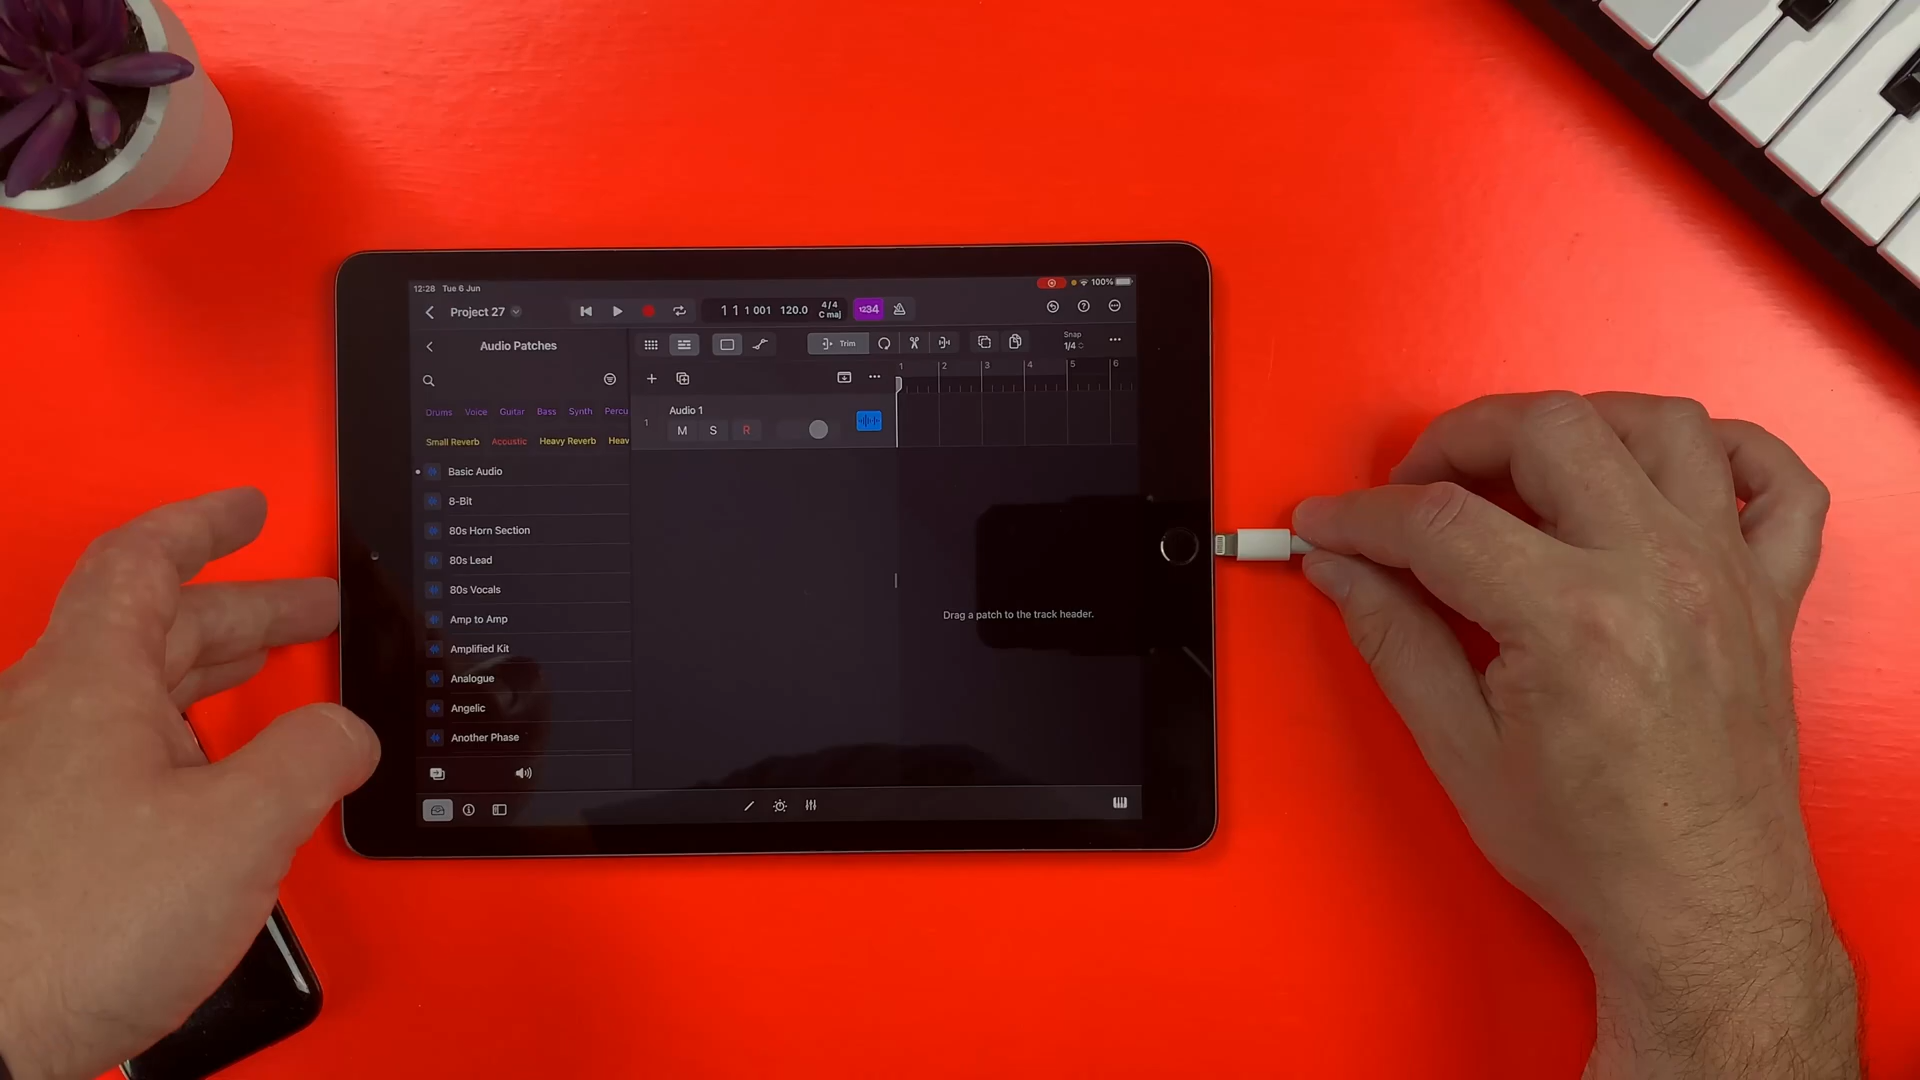 12:28 Tue 6 Jun
100%
Project 27
1 1 1 001 120.0 4/4 C maj
1234
Audio Patches
Trim
Snap
1/4
1 2 3 4 5 6
Drums Voice Guitar Bass Synth Percu
Small Reverb Acoustic Heavy Reverb Heav
1
Audio 1
M S R
Basic Audio
8-Bit
80s Horn Section
80s Lead
80s Vocals
Amp to Amp
Amplified Kit
Analogue
Angelic
Another Phase
Drag a patch to the track header.